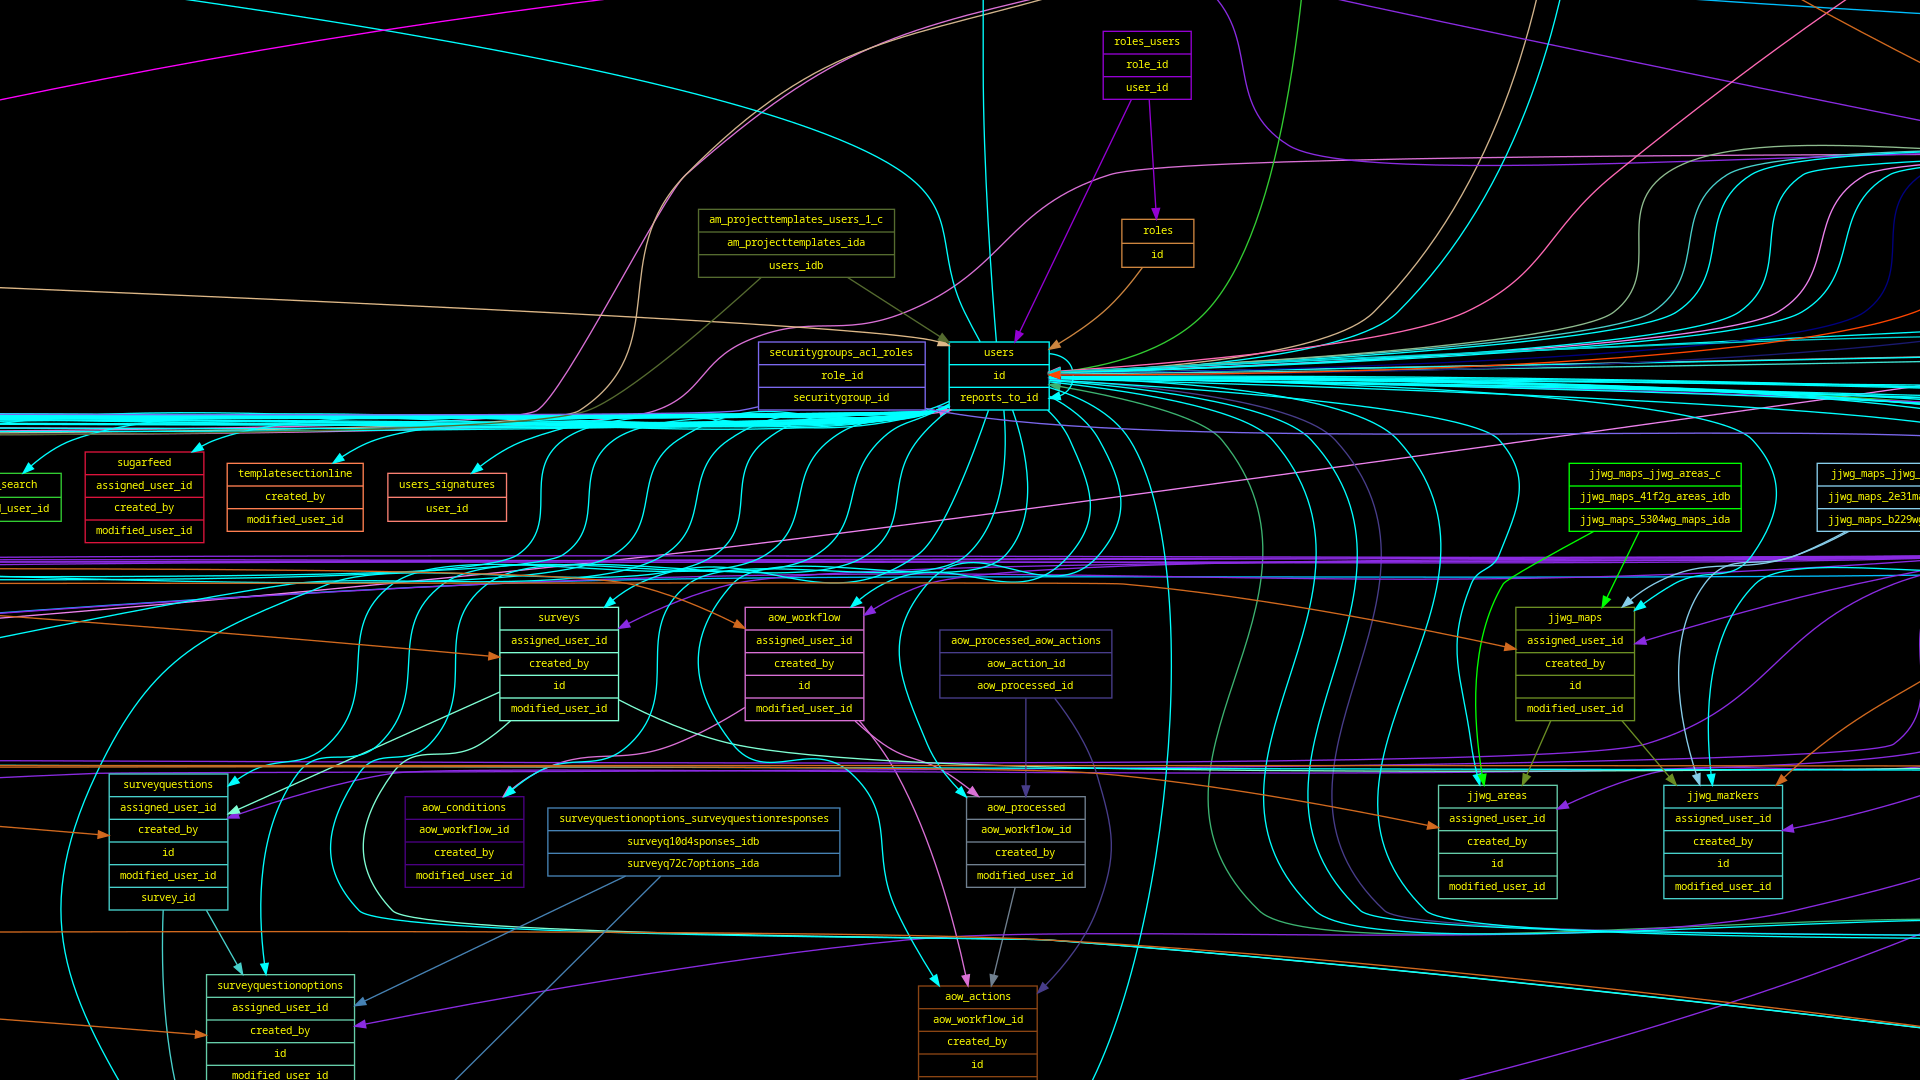 roles_users
role_id
user_id
am_projecttemplates_users_1_c
am_projecttemplates_ida
users_idb
roles
id
securitygroups_acl_roles
role_id
securitygroup_id
users
id
reports_to_id
_search
_user_id
sugarfeed
assigned_user_id
created_by
modified_user_id
templatesectionline
created_by
modified_user_id
users_signatures
user_id
jjwg_maps_jjwg_areas_c
jjwg_maps_41f2g_areas_idb
jjwg_maps_5304wg_maps_ida
jjwg_maps_jjwg_
jjwg_maps_2e31ma
jjwg_maps_b229wg
surveys
assigned_user_id
created_by
id
modified_user_id
aow_workflow
assigned_user_id
created_by
id
modified_user_id
aow_processed_aow_actions
aow_action_id
aow_processed_id
jjwg_maps
assigned_user_id
created_by
id
modified_user_id
surveyquestions
assigned_user_id
created_by
id
modified_user_id
survey_id
aow_conditions
aow_workflow_id
created_by
modified_user_id
surveyquestionoptions_surveyquestionresponses
surveyq10d4sponses_idb
surveyq72c7options_ida
aow_processed
aow_workflow_id
created_by
modified_user_id
jjwg_areas
assigned_user_id
created_by
id
modified_user_id
jjwg_markers
assigned_user_id
created_by
id
modified_user_id
surveyquestionoptions
assigned_user_id
created_by
id
modified_user_id
aow_actions
aow_workflow_id
created_by
id